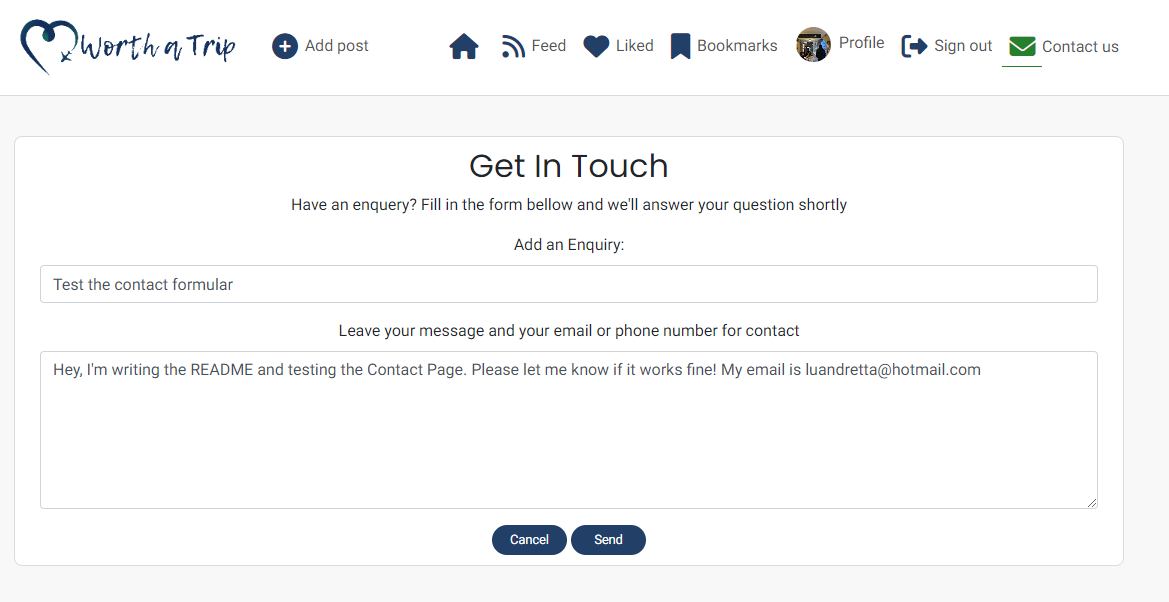 Worth a Trip
Add post
Feed
Liked
Bookmarks
Profile
Sign out
Contact us
Get In Touch
Have an enquery? Fill in the form bellow and we'll answer your question shortly
Add an Enquiry:
Test the contact formular
Leave your message and your email or phone number for contact
Hey, I'm writing the README and testing the Contact Page. Please let me know if it works fine! My email is luandretta@hotmail.com
Cancel
Send